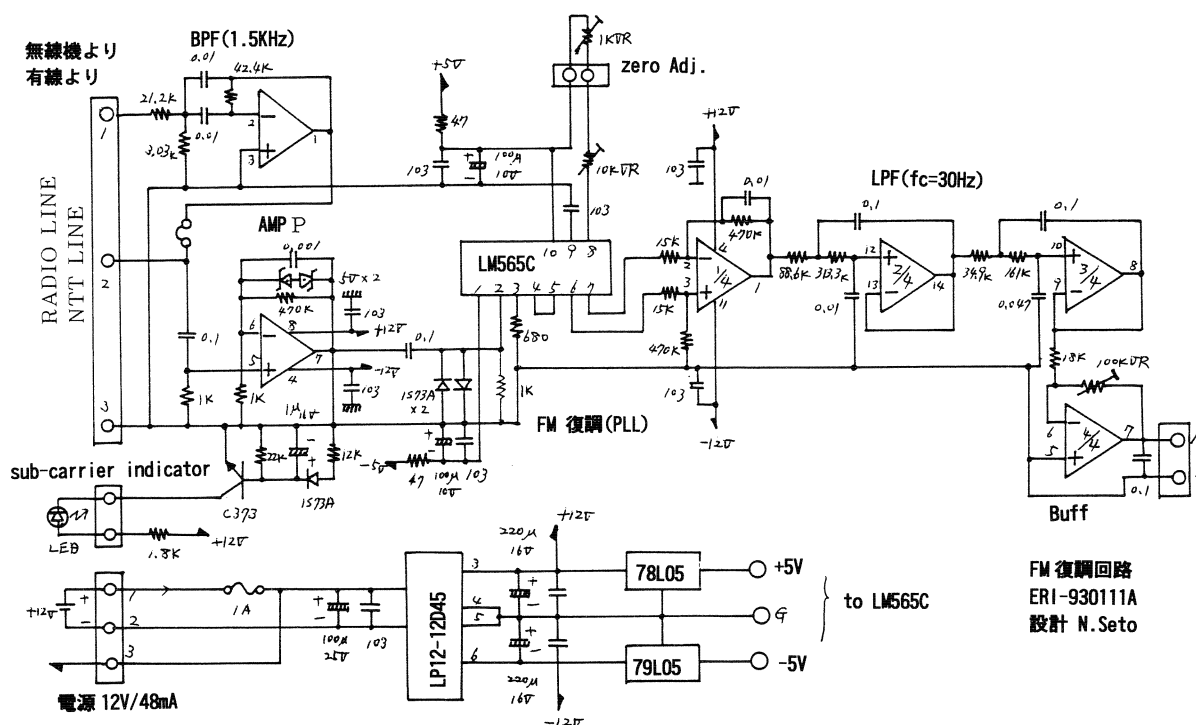 無線機より
有線より
BPF(1.5KHz)
0.01
42.4K
21.2K
0.01
3.03K
1
2
3
1
2
3
RADIO LINE
NTT LINE
+5V
47
103
+
-
100μ
10V
1KVR
zero Adj.
10KVR
103
AMP P
0.001
5V×2
470K
103
+12V
-12V
103
6
5
8
4
7
0.1
1K
1K
0.1
1S73A
×2
1K
680
LM565C
10
9
8
1
2
3
4
5
6
7
FM 復調(PLL)
+12V
103
0.01
470K
15K
15K
2
3
4
11
1
1/4
470K
103
-12V
LPF(fc=30Hz)
0.1
88.6K
313.3K
12
13
14
2/4
0.01
0.1
34.9K
161K
10
9
8
3/4
0.047
18K
100KVR
6
5
7
4/4
0.1
Buff
22K
1μ
16V
-
+
12K
1S73A
C373
-5V
47
+
-
100μ
10V
103
sub-carrier indicator
LED
1.8K
+12V
+12V
+
-
1
2
3
1A
+
-
100μ
25V
103
電源 12V/48mA
LP12-12D45
3
4
5
6
220μ
16V
+
-
+
-
220μ
16V
+12V
-12V
78L05
79L05
+5V
G
-5V
to LM565C
FM 復調回路
ERI-930111A
設計 N.Seto